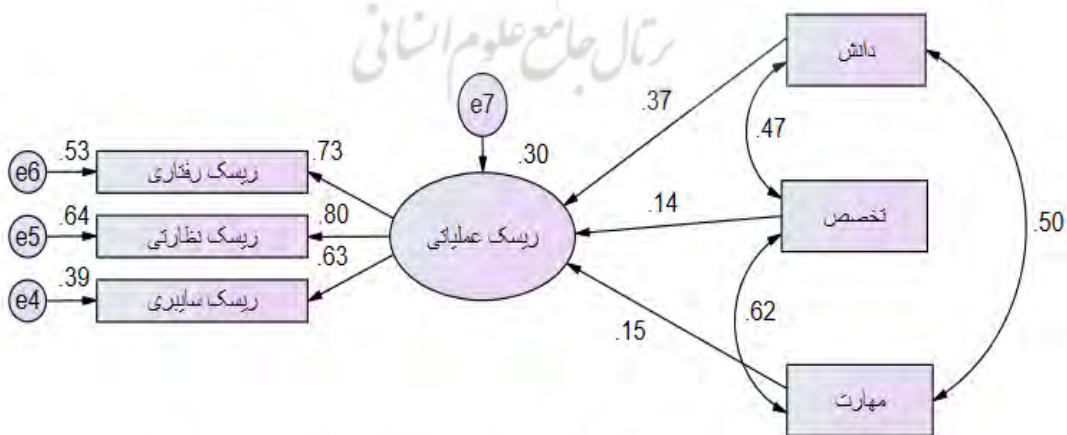 پرتال جامع علوم انسانی
دانش
.37
e7
.47
.53
.73
.30
e6
ریسک رفتاری
.14
تخصص
.64
.80
e5
ریسک نظارتی
ریسک عملیاتی
.50
.63
.39
e4
ریسک سایبری
.62
.15
مهارت